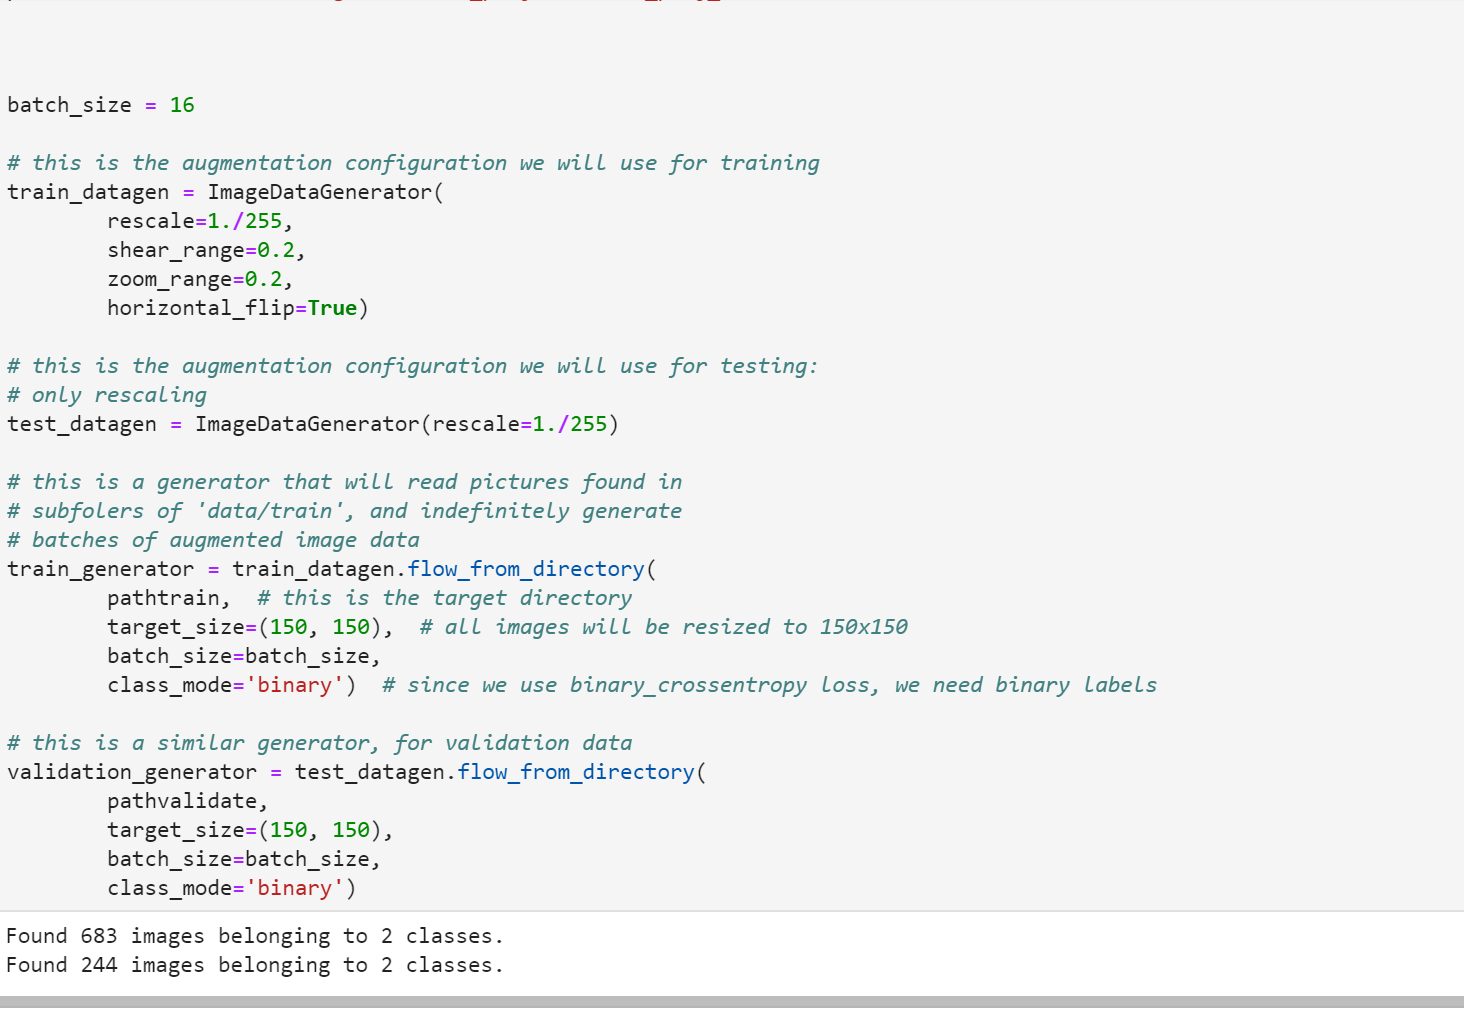 batch_size = 16
# this is the augmentation configuration we will use for training
train_datagen = ImageDataGenerator(
        rescale=1./255,
        shear_range=0.2,
        zoom_range=0.2,
        horizontal_flip=True)
# this is the augmentation configuration we will use for testing:
# only rescaling
test_datagen = ImageDataGenerator(rescale=1./255)
# this is a generator that will read pictures found in
# subfolers of 'data/train', and indefinitely generate
# batches of augmented image data
train_generator = train_datagen.flow_from_directory(
        pathtrain,  # this is the target directory
        target_size=(150, 150),  # all images will be resized to 150x150
        batch_size=batch_size,
        class_mode='binary')  # since we use binary_crossentropy loss, we need binary labels
# this is a similar generator, for validation data
validation_generator = test_datagen.flow_from_directory(
        pathvalidate,
        target_size=(150, 150),
        batch_size=batch_size,
        class_mode='binary')
Found 683 images belonging to 2 classes.
Found 244 images belonging to 2 classes.